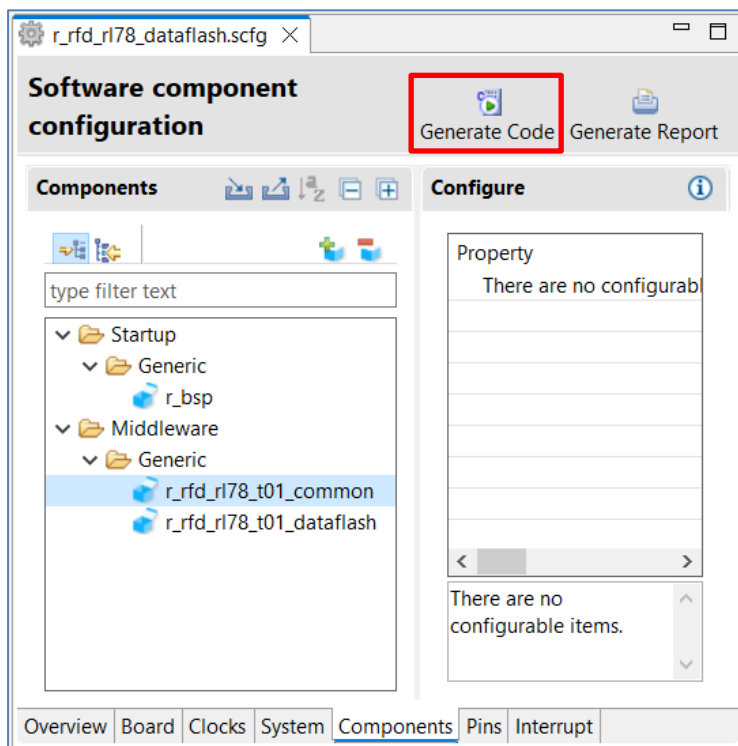 r_rfd_rl78_dataflash.scfg
Software component
configuration
Generate Code
Generate Report
Components
Configure
type filter text
Startup
Generic
r_bsp
Middleware
Generic
r_rfd_rl78_t01_common
r_rfd_rl78_t01_dataflash
Property
There are no configurabl
There are no
configurable items.
Overview Board Clocks System Components Pins Interrupt